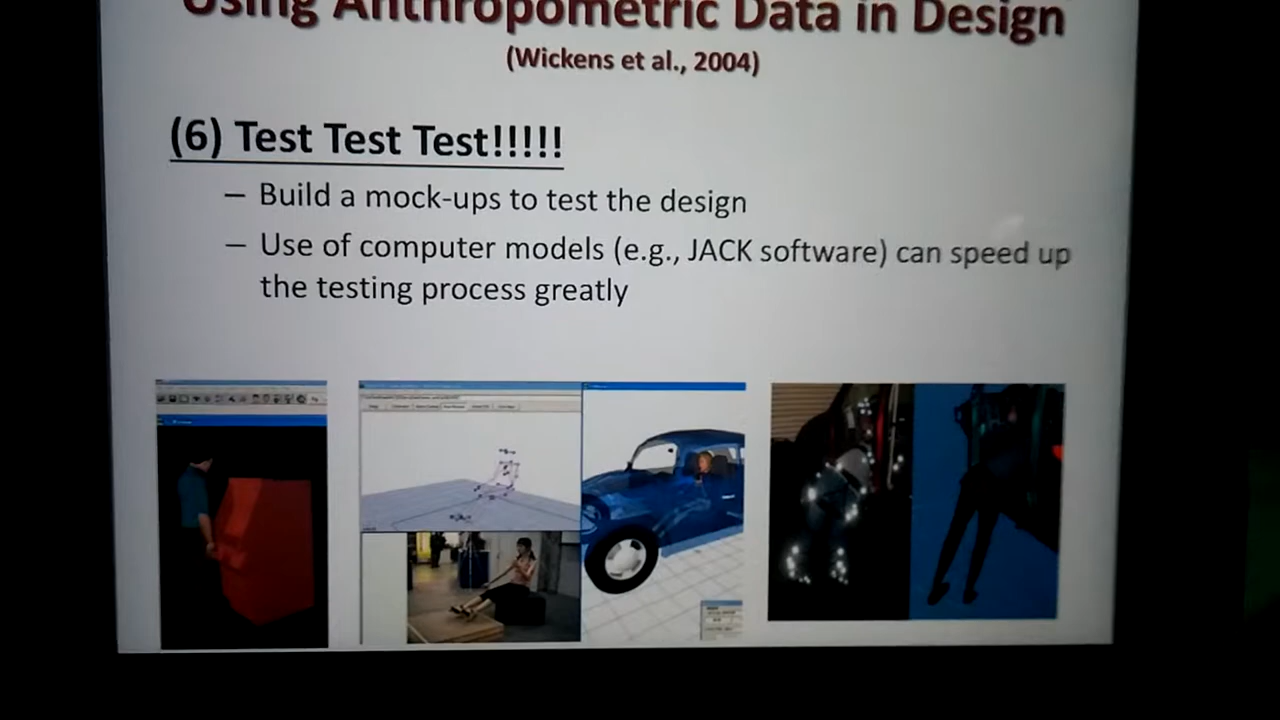 Using Anthropometric Data in Design
(Wickens et al., 2004)
(6) Test Test Test!!!!!
– Build a mock-ups to test the design
– Use of computer models (e.g., JACK software) can speed up
the testing process greatly